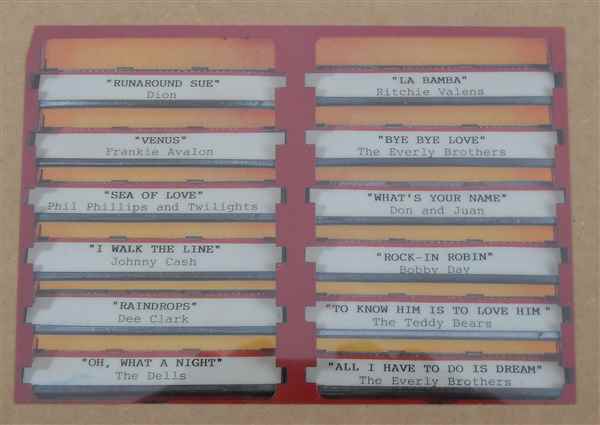 "RUNAROUND SUE"
Dion
"VENUS"
Frankie Avalon
"SEA OF LOVE"
Phil Phillips and Twilights
"I WALK THE LINE"
Johnny Cash
"RAINDROPS"
Dee Clark
"OH, WHAT A NIGHT"
The Dells
"LA BAMBA"
Ritchie Valens
"BYE BYE LOVE"
The Everly Brothers
"WHAT'S YOUR NAME"
Don and Juan
"ROCK-IN ROBIN"
Bobby Day
"TO KNOW HIM IS TO LOVE HIM"
The Teddy Bears
"ALL I HAVE TO DO IS DREAM"
The Everly Brothers